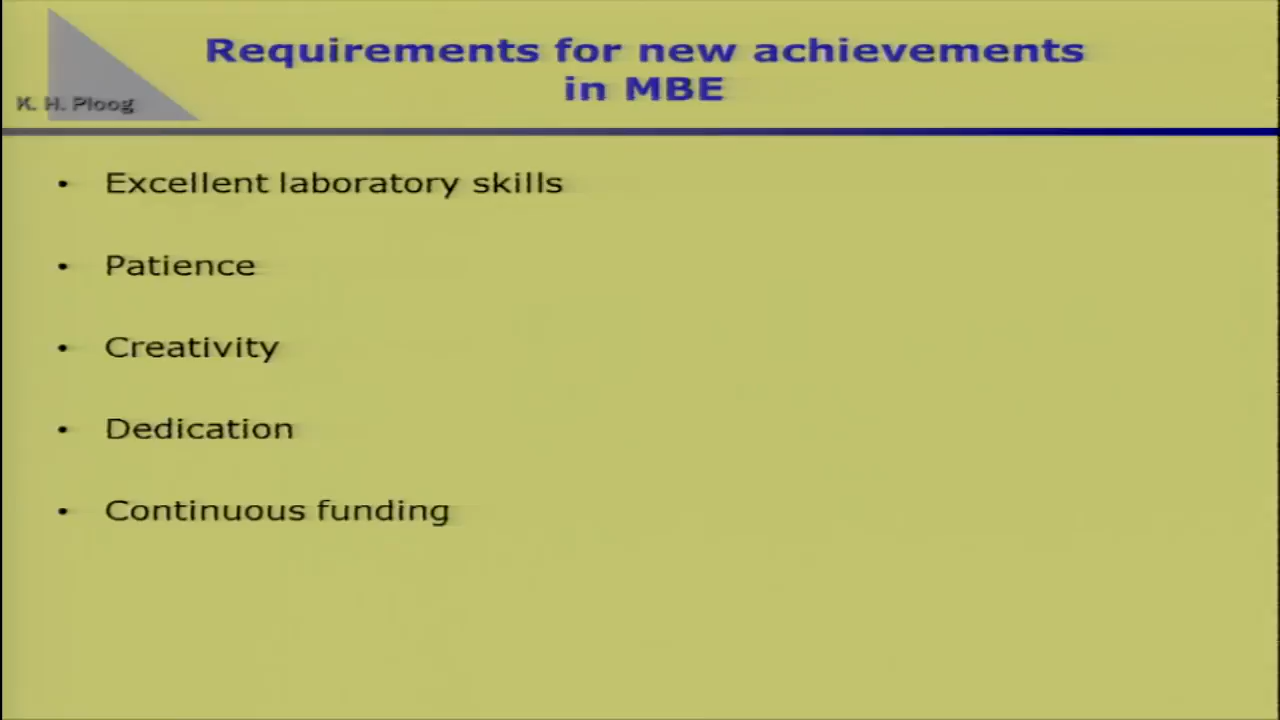 Requirements for new achievements
in MBE
K. H. Ploog
• Excellent laboratory skills
• Patience
• Creativity
• Dedication
• Continuous funding